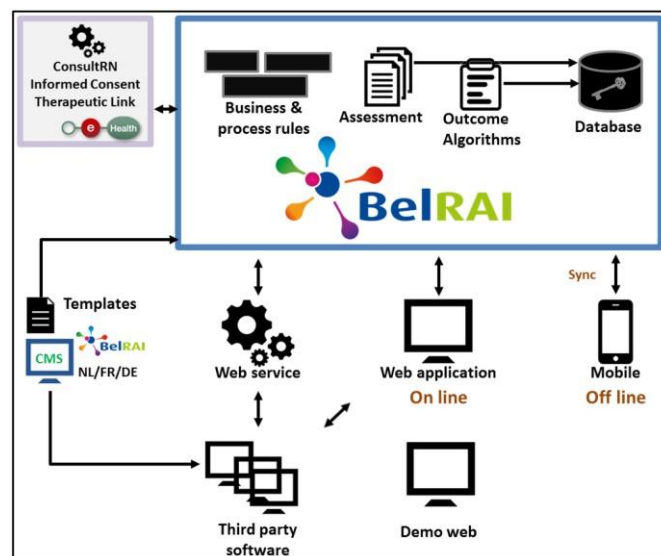 ConsultRN
Informed Consent
Therapeutic Link
e Health
Business &
process rules
Assessment
Outcome
Algorithms
Database
BelRAI
Templates
CMS
BelRAI
NL/FR/DE
Web service
Web application
On line
Sync
Mobile
Off line
Third party
software
Demo web